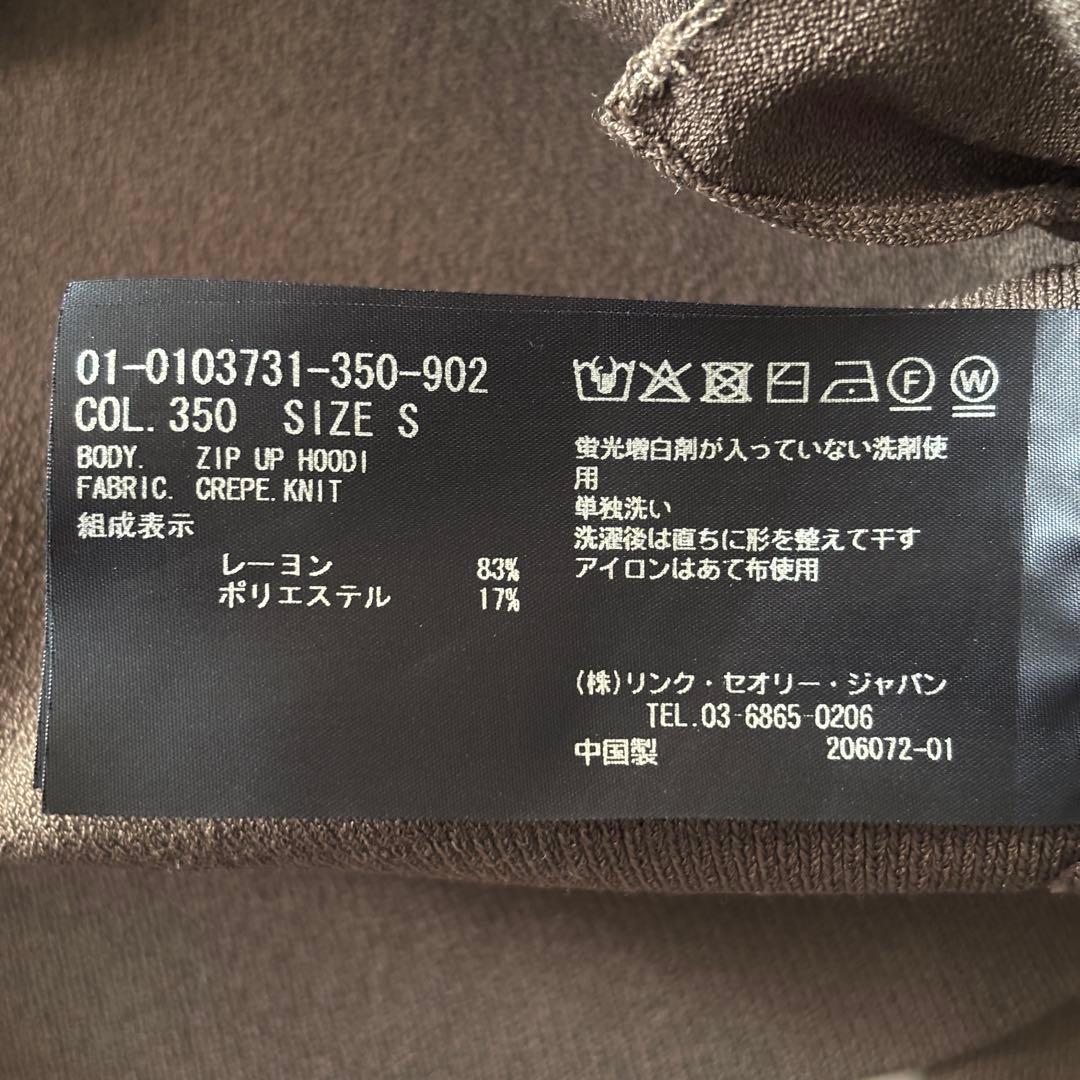 01-0103731-350-902
COL. 350 SIZE S
BODY. ZIP UP HOODI
FABRIC. CREPE.KNIT
組成表示
レーヨン 83%
ポリエステル 17%
F W
蛍光増白剤が入っていない洗剤使
用
単独洗い
洗濯後は直ちに形を整えて干す
アイロンはあて布使用
(株)リンク・セオリー・ジャパン
TEL.03-6865-0206
中国製 206072-01